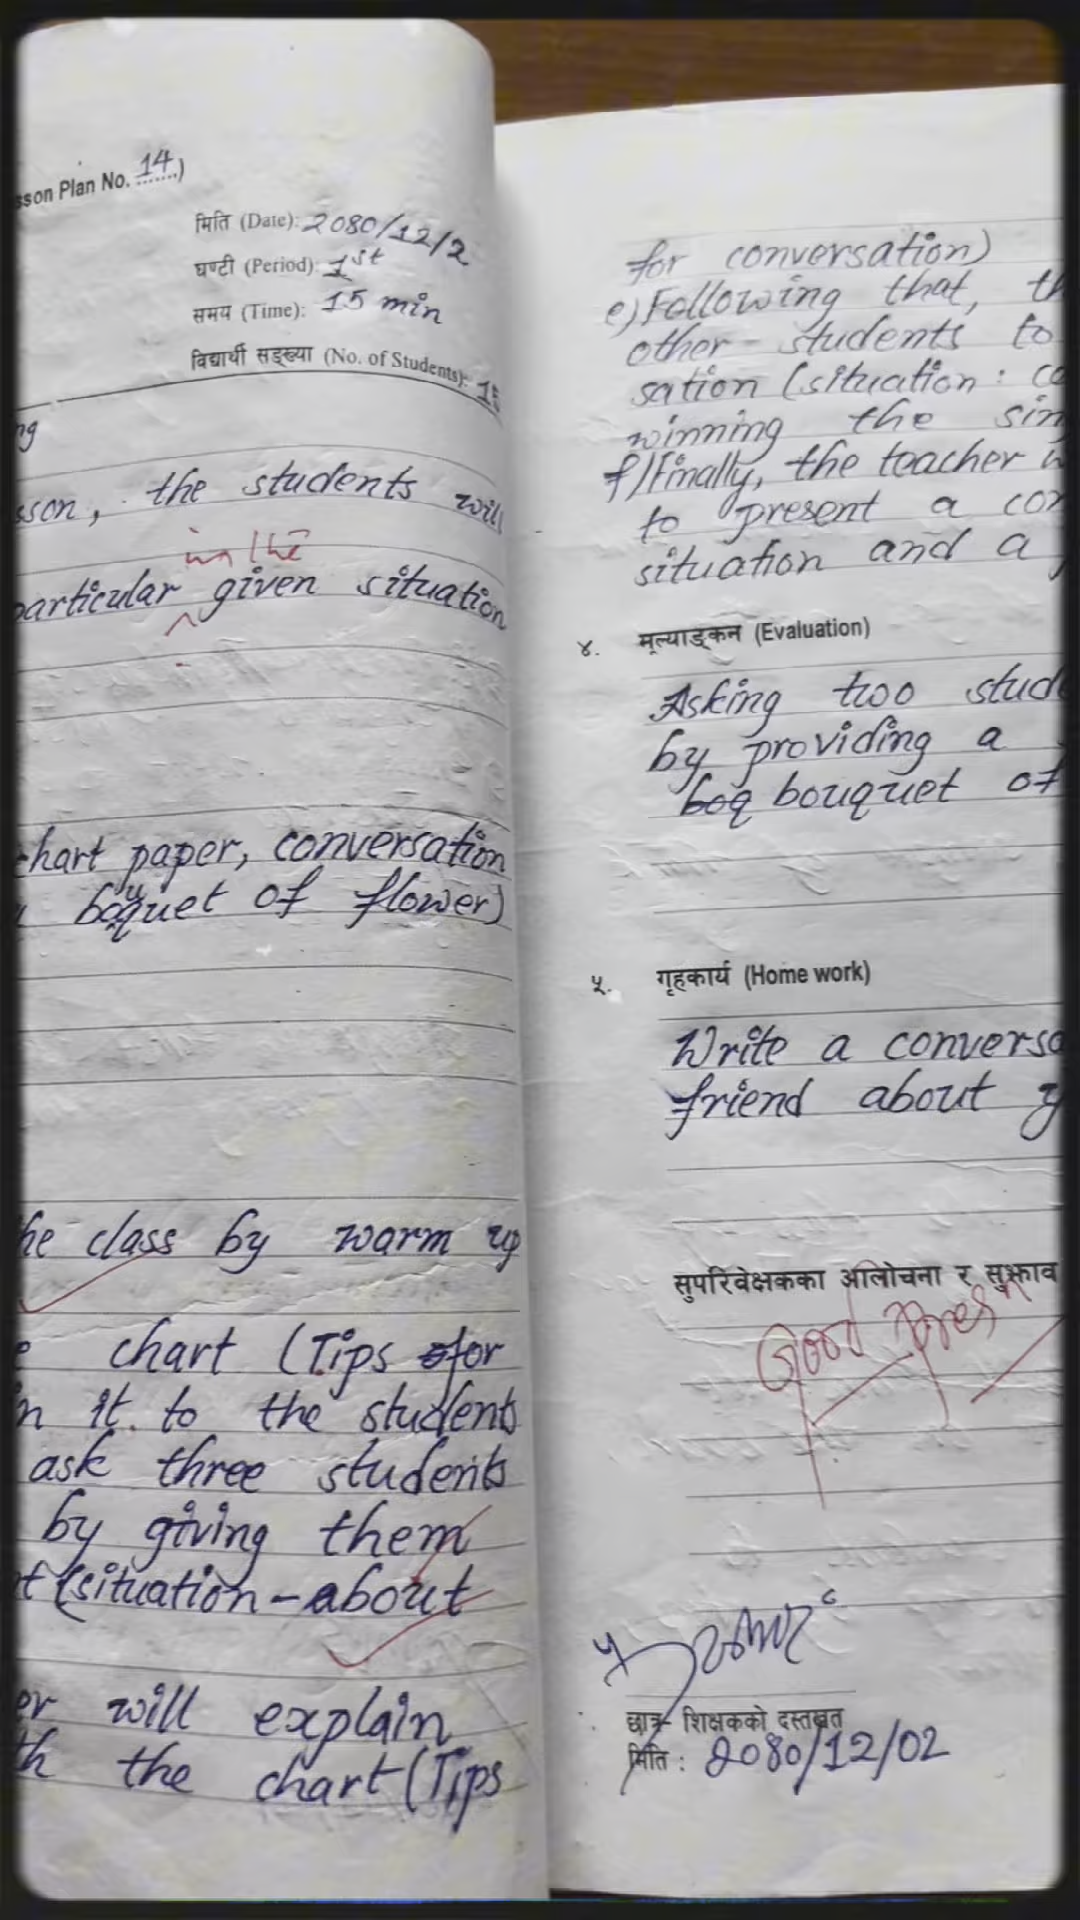 sson Plan No. 14)
मिति (Date): 2080/12/2
घण्टी (Period): 1st
समय (Time): 15 min
विद्यार्थी सङ्ख्या (No. of Students): 15
ng
sson, the students will
in the
particular given situation
chart paper, conversation
boquet of flower)
he class by warm up
chart (Tips for
n it to the students
ask three students
by giving them
t (situation - about
er will explain
th the chart (Tips
for conversation)
e) Following that, th
other students to
sation (situation : co
winning the sin
f) Finally, the teacher w
to present a con
situation and a
४. मूल्याङ्कन (Evaluation)
Asking two stude
by providing a
boq bouquet of
५. गृहकार्य (Home work)
Write a conversa
friend about y
सुपरिवेक्षकका आलोचना र सुझाव
Good Pres
छात्र शिक्षकको दस्तखत
मिति : 2080/12/02